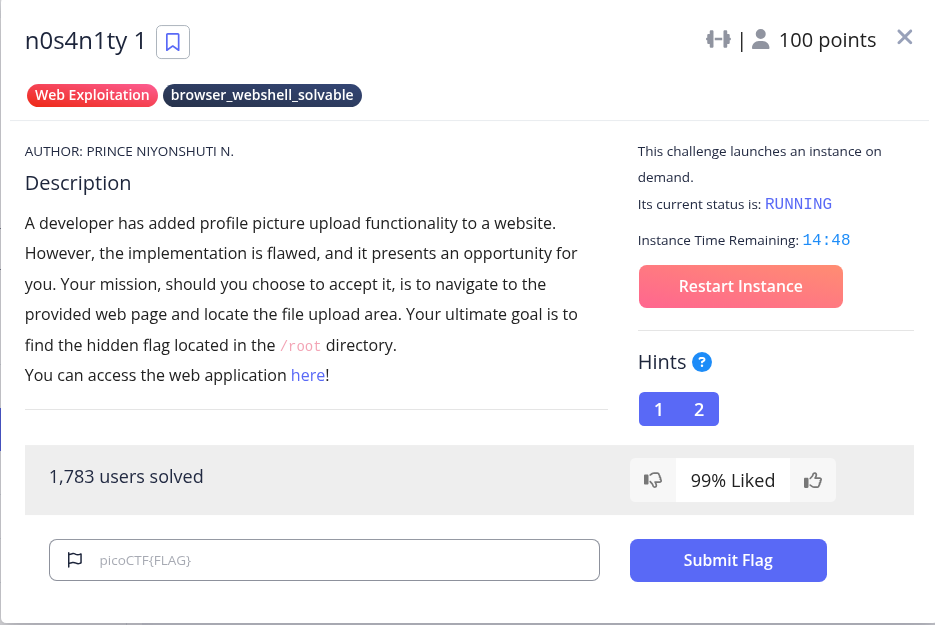 n0s4n1ty 1
| 100 points
Web Exploitation browser_webshell_solvable
AUTHOR: PRINCE NIYONSHUTI N.
Description
A developer has added profile picture upload functionality to a website.
However, the implementation is flawed, and it presents an opportunity for
you. Your mission, should you choose to accept it, is to navigate to the
provided web page and locate the file upload area. Your ultimate goal is to
find the hidden flag located in the /root directory.
You can access the web application here!
This challenge launches an instance on
demand.
Its current status is: RUNNING
Instance Time Remaining: 14:48
Restart Instance
Hints ?
1 2
1,783 users solved
99% Liked
picoCTF{FLAG}
Submit Flag